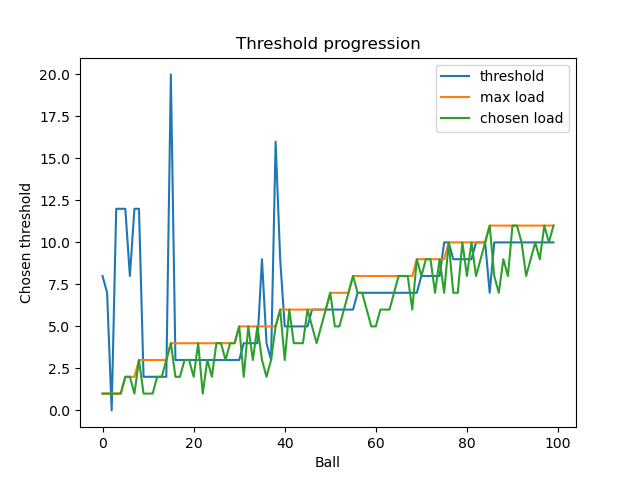 Threshold progression
threshold
max load
chosen load
20.0
17.5
15.0
12.5
10.0
7.5
5.0
2.5
0.0
Chosen threshold
0 20 40 60 80 100
Ball